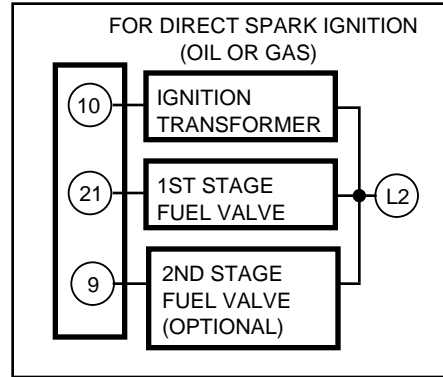 FOR DIRECT SPARK IGNITION
(OIL OR GAS)
10
IGNITION
TRANSFORMER
21
1ST STAGE
FUEL VALVE
L2
9
2ND STAGE
FUEL VALVE
(OPTIONAL)